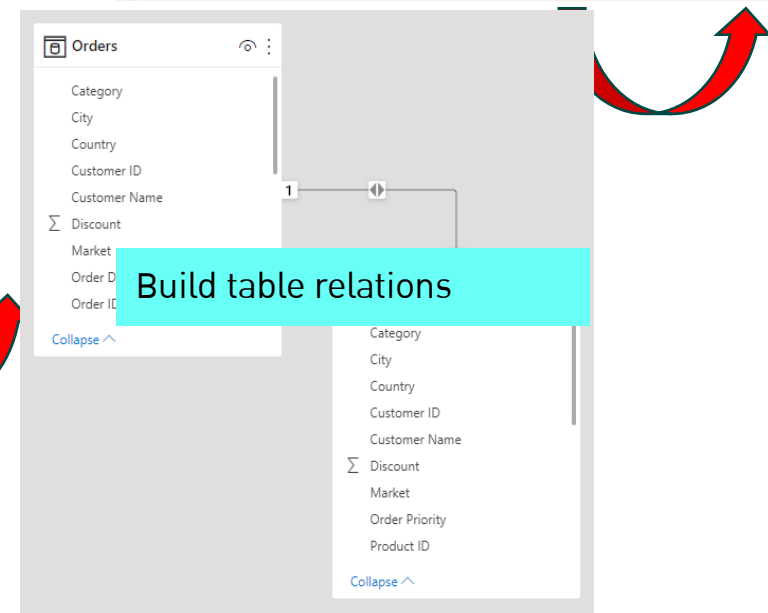 Orders
Category
City
Country
Customer ID
Customer Name
1
Σ Discount
Market
Order D
Order ID
Build table relations
Collapse
Category
City
Country
Customer ID
Customer Name
Σ Discount
Market
Order Priority
Product ID
Collapse